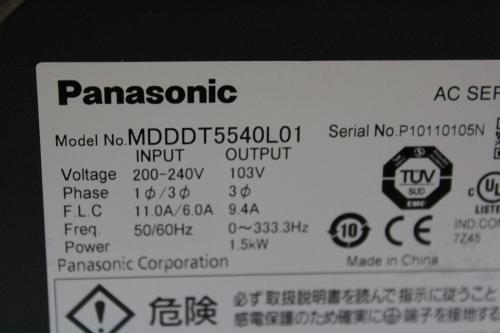 Panasonic AC SER
Model No. MDDDT5540L01 Serial No. P10110105N
INPUT OUTPUT
Voltage 200-240V 103V
Phase 1φ/3φ 3φ
F.L.C 11.0A/6.0A 9.4A
Freq. 50/60Hz 0~333.3Hz
Power 1.5kW
Panasonic Corporation Made in China
TÜV
SUD
EMC
10
CE
UL
LISTE
IND.CON
7Z45
危険 必ず取扱説明書を読んで指示に従うこと
感電保護のため確実に端子を接地する